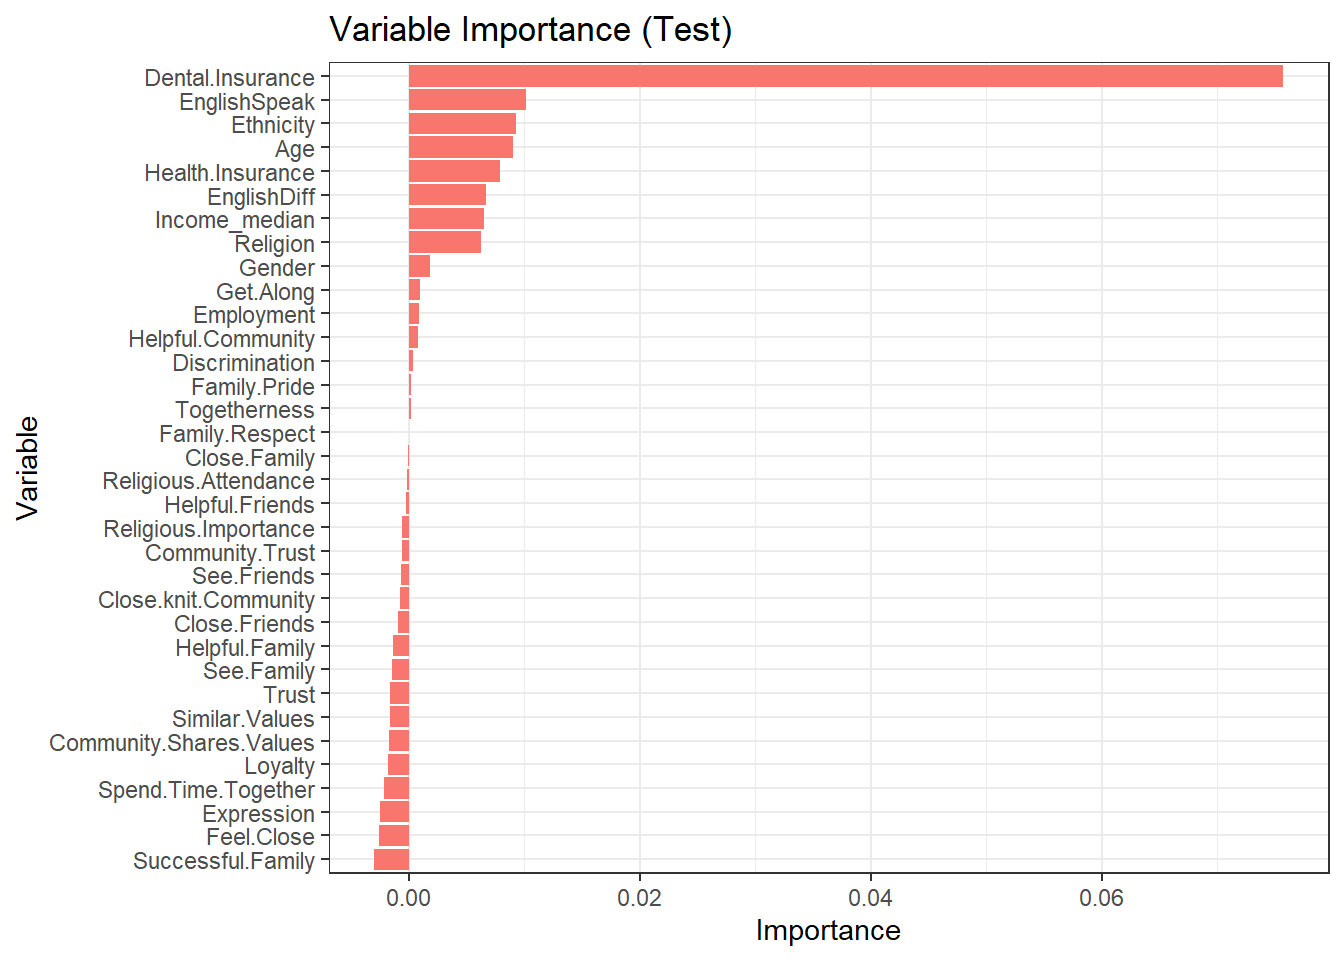 Variable Importance (Test)
Dental.Insurance
EnglishSpeak
Ethnicity
Age
Health.Insurance
EnglishDiff
Income_median
Religion
Gender
Get.Along
Employment
Helpful.Community
Discrimination
Family.Pride
Togetherness
Family.Respect
Close.Family
Religious.Attendance
Helpful.Friends
Religious.Importance
Community.Trust
See.Friends
Close.knit.Community
Close.Friends
Helpful.Family
See.Family
Trust
Similar.Values
Community.Shares.Values
Loyalty
Spend.Time.Together
Expression
Feel.Close
Successful.Family
Variable
0.00 0.02 0.04 0.06
Importance